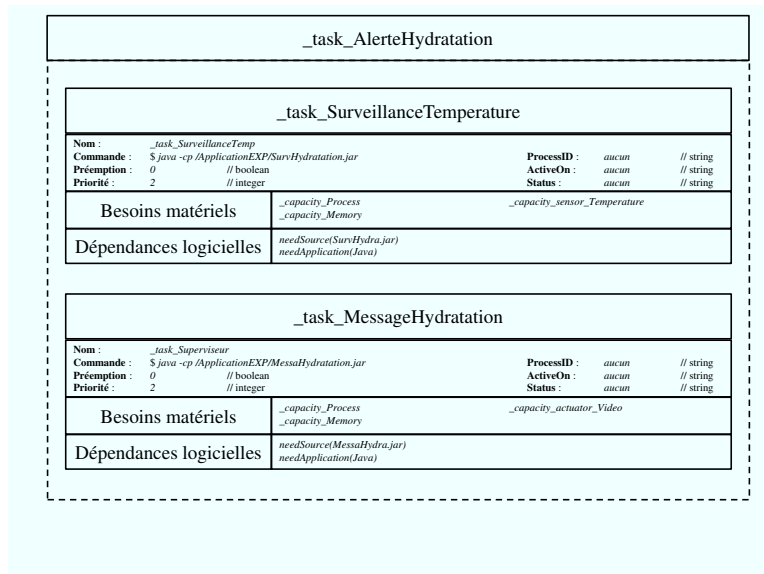 _task_AlerteHydratation
_task_SurveillanceTemperature
Nom : _task_SurveillanceTemp
Commande : $ java -cp /ApplicationEXP/SurvHydratation.jar ProcessID : aucun // string
Préemption : 0 // boolean ActiveOn : aucun // string
Priorité : 2 // integer Status : aucun // string
Besoins matériels
_capacity_Process _capacity_sensor_Temperature
_capacity_Memory
Dépendances logicielles
needSource(SurvHydra.jar)
needApplication(Java)
_task_MessageHydratation
Nom : _task_Superviseur
Commande : $ java -cp /ApplicationEXP/MessaHydratation.jar ProcessID : aucun // string
Préemption : 0 // boolean ActiveOn : aucun // string
Priorité : 2 // integer Status : aucun // string
Besoins matériels
_capacity_Process _capacity_actuator_Video
_capacity_Memory
Dépendances logicielles
needSource(MessaHydra.jar)
needApplication(Java)